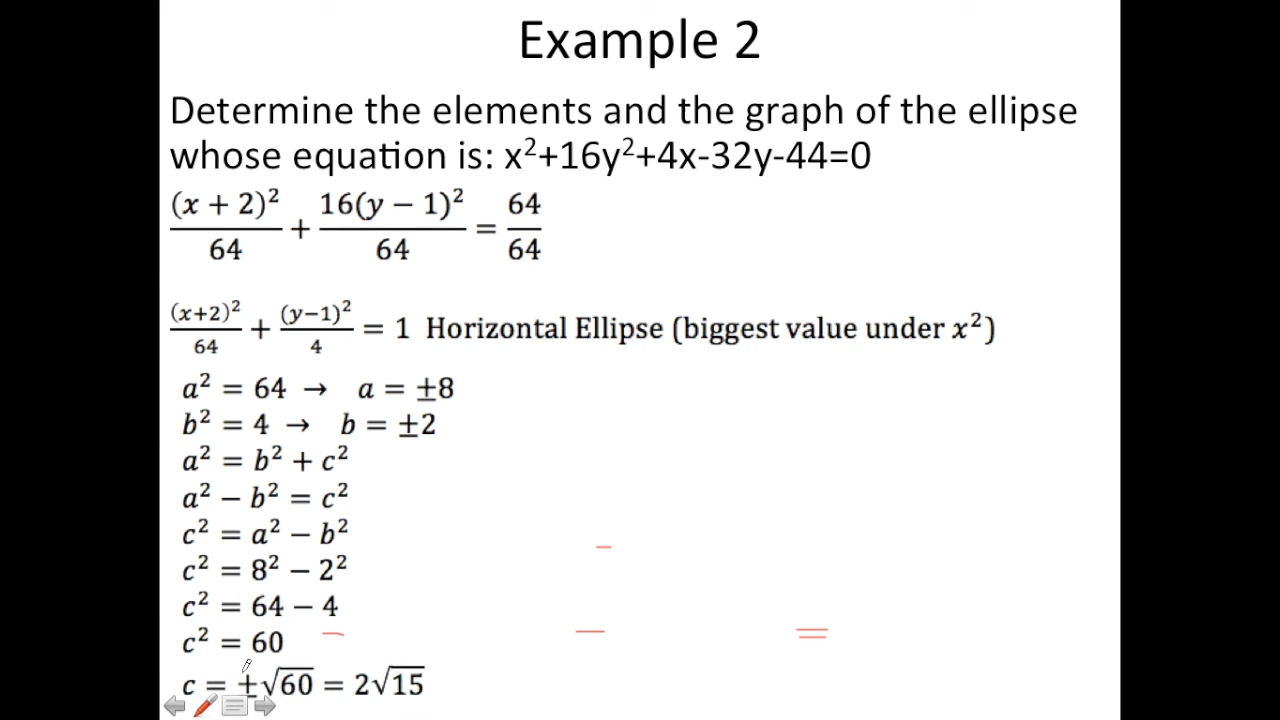 Example 2
Determine the elements and the graph of the ellipse
whose equation is: x²+16y²+4x-32y-44=0
(x + 2)²/64 + 16(y − 1)²/64 = 64/64
(x+2)²/64 + (y−1)²/4 = 1 Horizontal Ellipse (biggest value under x²)
a² = 64 → a = ±8
b² = 4 → b = ±2
a² = b² + c²
a² − b² = c²
c² = a² − b²
c² = 8² − 2²
c² = 64 − 4
c² = 60
c = ±√60 = 2√15